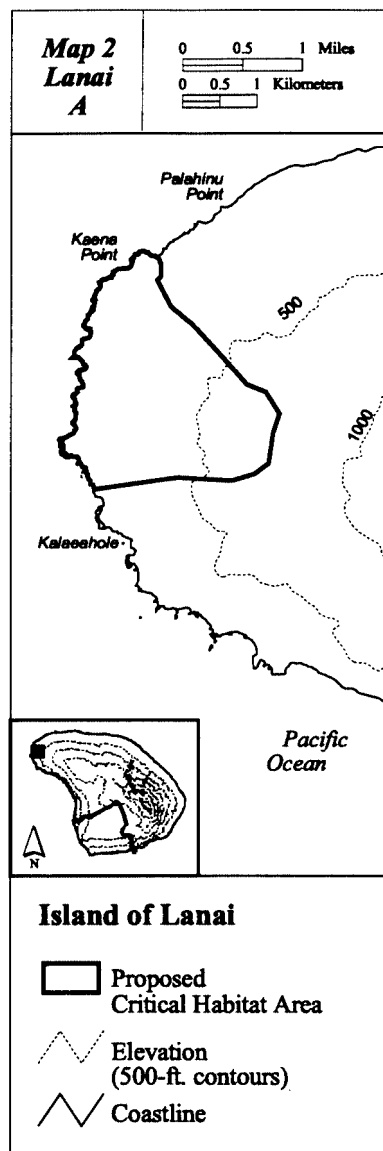 Map 2
Lanai
A
0 0.5 1 Miles
0 0.5 1 Kilometers
Palahinu
Point
Kaena
Point
500
1000
Kalaeahole
Pacific
Ocean
N
Island of Lanai
Proposed
Critical Habitat Area
Elevation
(500-ft. contours)
Coastline